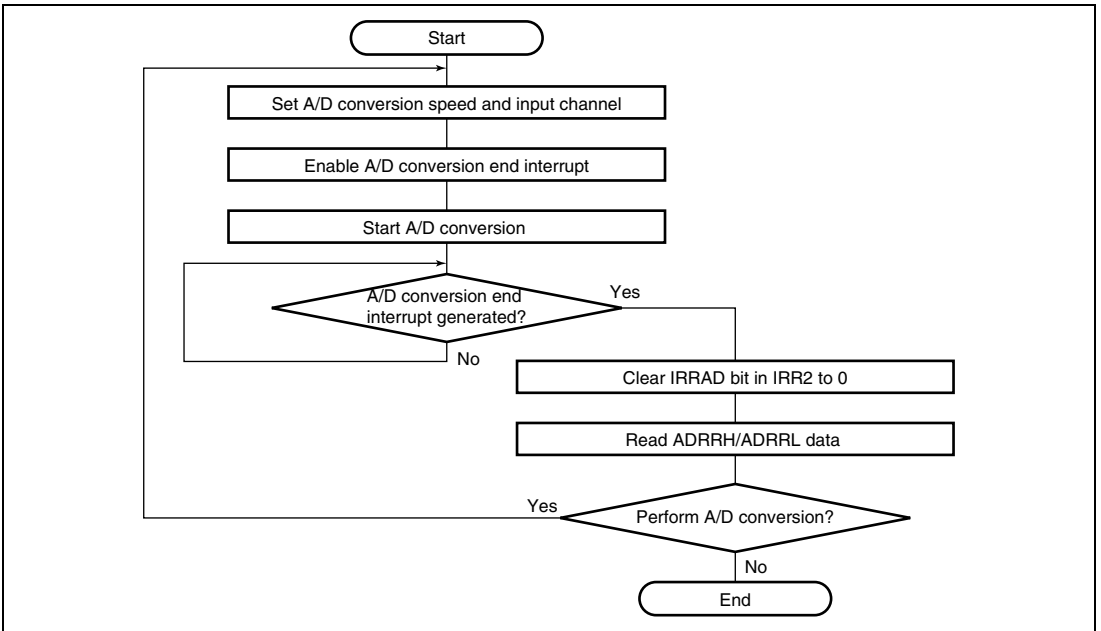 Start
Set A/D conversion speed and input channel
Enable A/D conversion end interrupt
Start A/D conversion
A/D conversion end
interrupt generated?
Yes
No
Clear IRRAD bit in IRR2 to 0
Read ADRRH/ADRRL data
Yes
Perform A/D conversion?
No
End